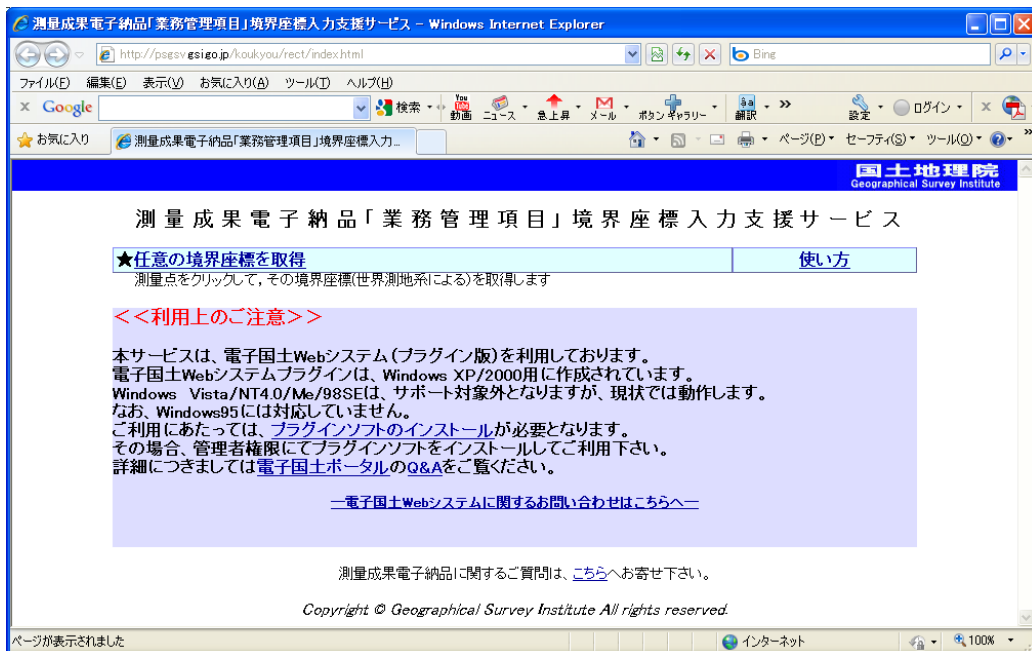 測量成果電子納品「業務管理項目」境界座標入力支援サービス - Windows Internet Explorer
http://psgsv.gsi.go.jp/koukyou/rect/index.html Bing
ファイル(F) 編集(E) 表示(V) お気に入り(A) ツール(T) ヘルプ(H)
x Google 検索 You 動画 ニュース 急上昇 メール ボタン ギャラリー 翻訳 >> 設定 ログイン x
お気に入り 測量成果電子納品「業務管理項目」境界座標入力... ページ(P) セーフティ(S) ツール(O) >>
国土地理院
Geographical Survey Institute
測量成果電子納品「業務管理項目」境界座標入力支援サービス
★任意の境界座標を取得 使い方
測量点をクリックして,その境界座標(世界測地系による)を取得します
<<利用上のご注意>>
本サービスは、電子国土Webシステム(プラグイン版)を利用しております。
電子国土Webシステムプラグインは、Windows XP/2000用に作成されています。
Windows Vista/NT4.0/Me/98SEは、サポート対象外となりますが、現状では動作します。
なお、Windows95には対応していません。
ご利用にあたっては、プラグインソフトのインストールが必要となります。
その場合、管理者権限にてプラグインソフトをインストールしてご利用下さい。
詳細につきましては電子国土ポータルのQ&Aをご覧ください。
―電子国土Webシステムに関するお問い合わせはこちらへ―
測量成果電子納品に関するご質問は、こちらへお寄せ下さい。
Copyright © Geographical Survey Institute All rights reserved.
ページが表示されました インターネット 100%